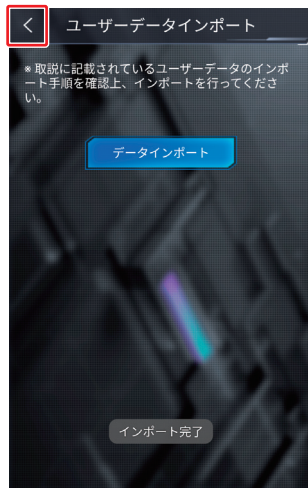 ユーザーデータインポート
※取説に記載されているユーザーデータのインポ
ート手順を確認上、インポートを行ってくださ
い。
データインポート
インポート完了